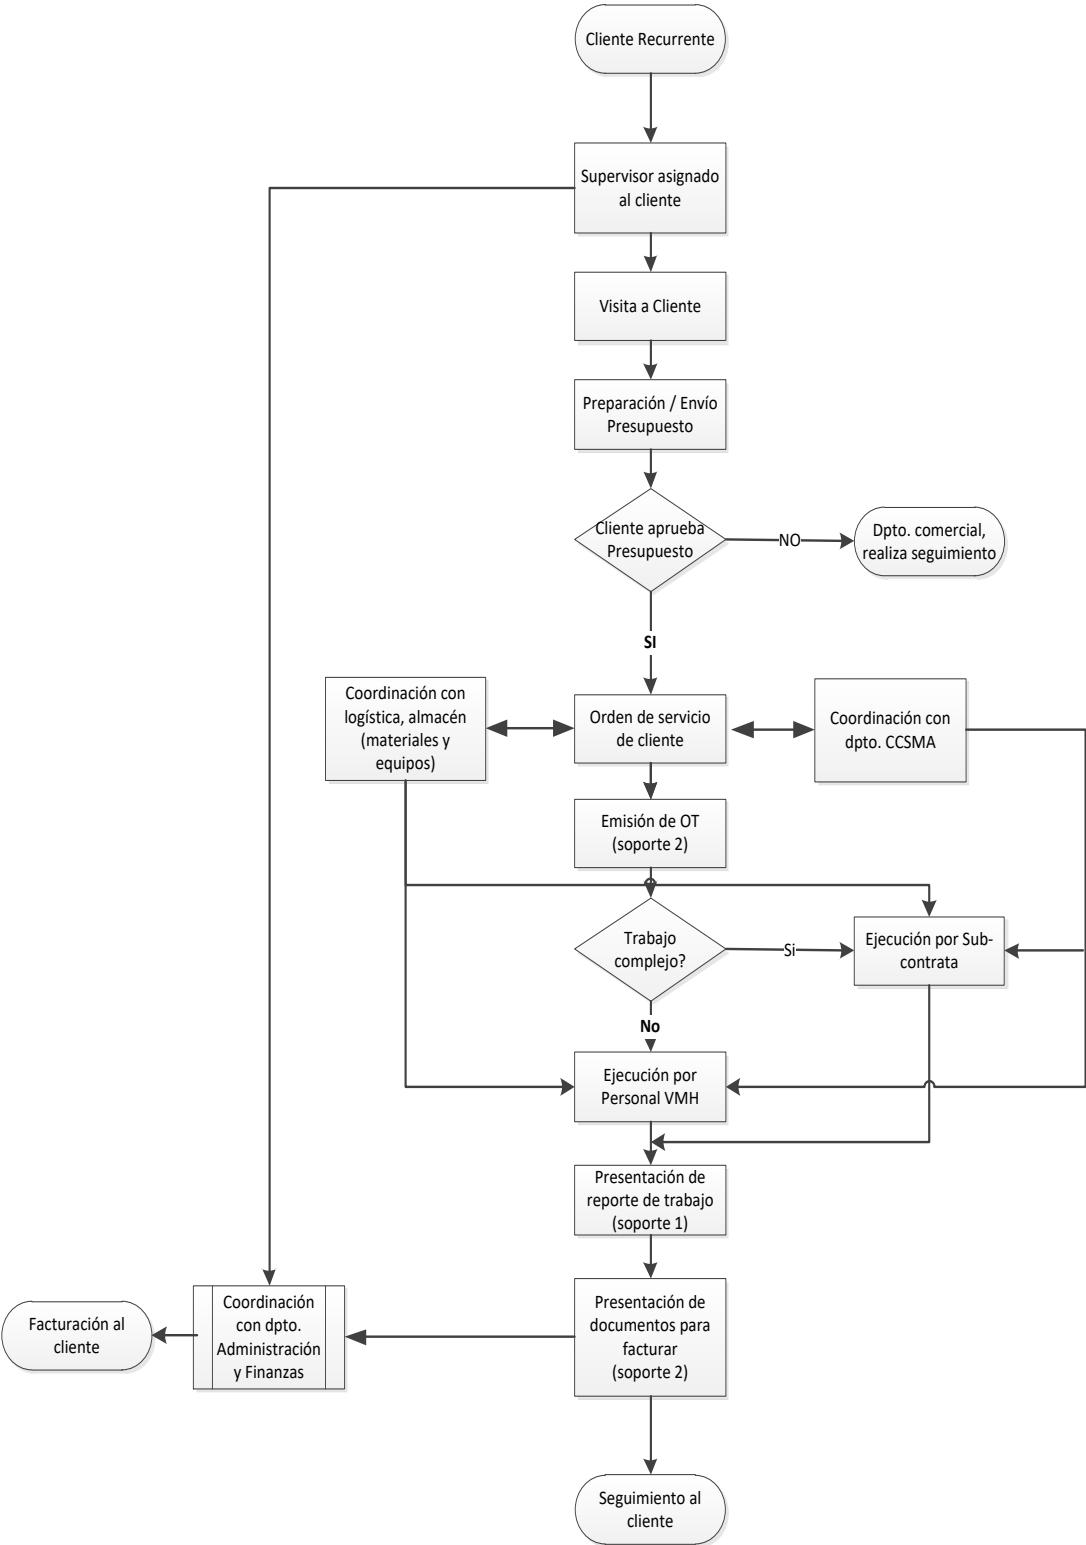 Cliente Recurrente
Supervisor asignado
al cliente
Visita a Cliente
Preparación / Envío
Presupuesto
Cliente aprueba
Presupuesto
NO
Dpto. comercial,
realiza seguimiento
SI
Coordinación con
logística, almacén
(materiales y
equipos)
Orden de servicio
de cliente
Coordinación con
dpto. CCSMA
Emisión de OT
(soporte 2)
Trabajo
complejo?
Si
Ejecución por Sub-
contrata
No
Ejecución por
Personal VMH
Presentación de
reporte de trabajo
(soporte 1)
Facturación al
cliente
Coordinación
con dpto.
Administración
y Finanzas
Presentación de
documentos para
facturar
(soporte 2)
Seguimiento al
cliente